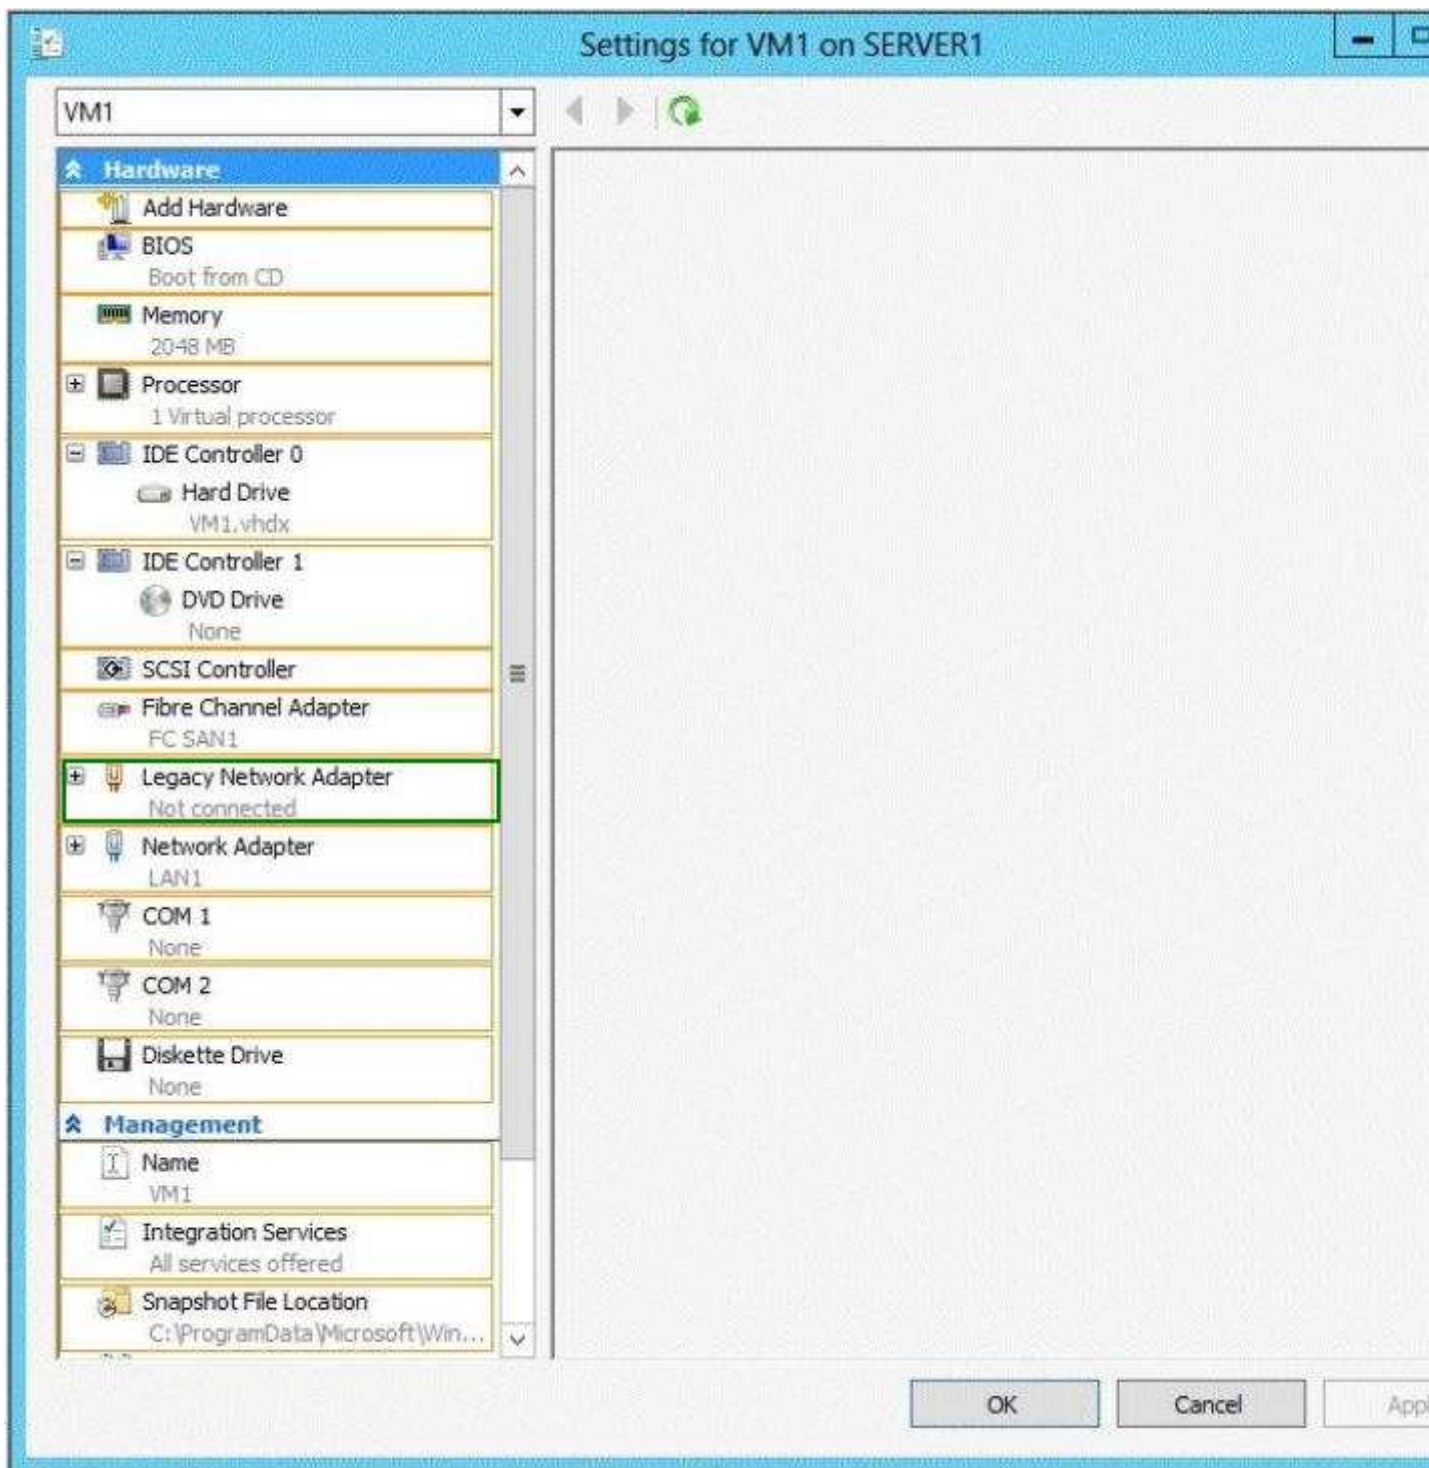 Settings for VM1 on SERVER1
VM1
Hardware
Add Hardware
BIOS
Boot from CD
Memory
2048 MB
Processor
1 Virtual processor
IDE Controller 0
Hard Drive
VM1.vhdx
IDE Controller 1
DVD Drive
None
SCSI Controller
Fibre Channel Adapter
FC SAN1
Legacy Network Adapter
Not connected
Network Adapter
LAN1
COM 1
None
COM 2
None
Diskette Drive
None
Management
Name
VM1
Integration Services
All services offered
Snapshot File Location
C:\ProgramData\Microsoft\Win...
OK Cancel Appl